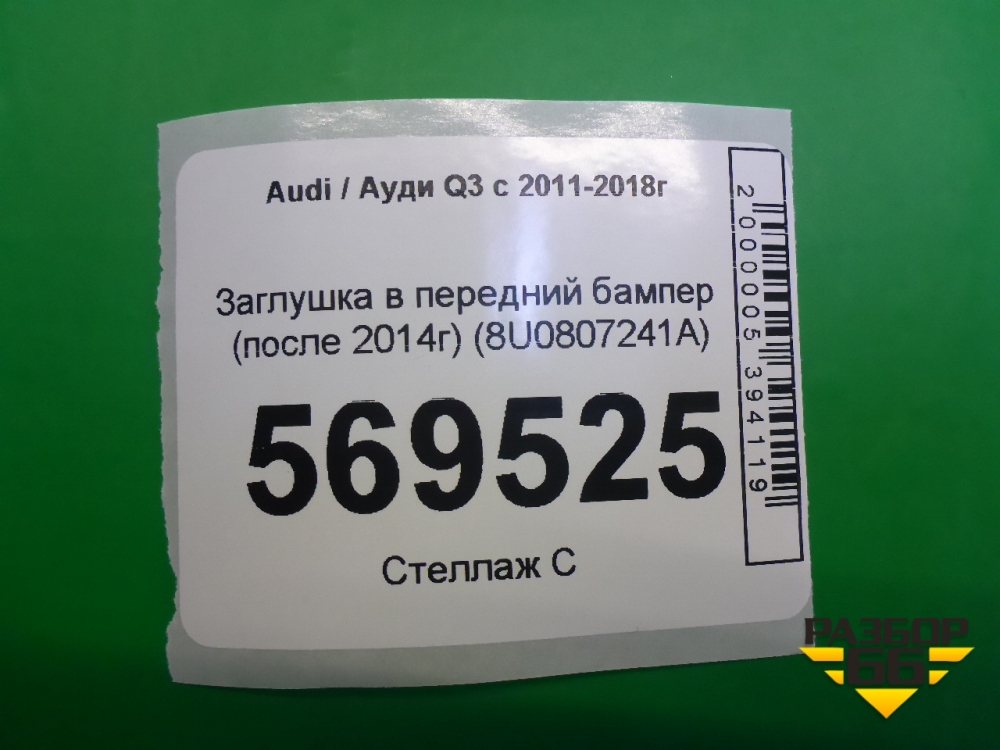 Audi / Ауди Q3 с 2011-2018г
Заглушка в передний бампер
(после 2014г) (8U0807241A)
569525
Стеллаж С
2 000005 394119
РАЗБОР
66